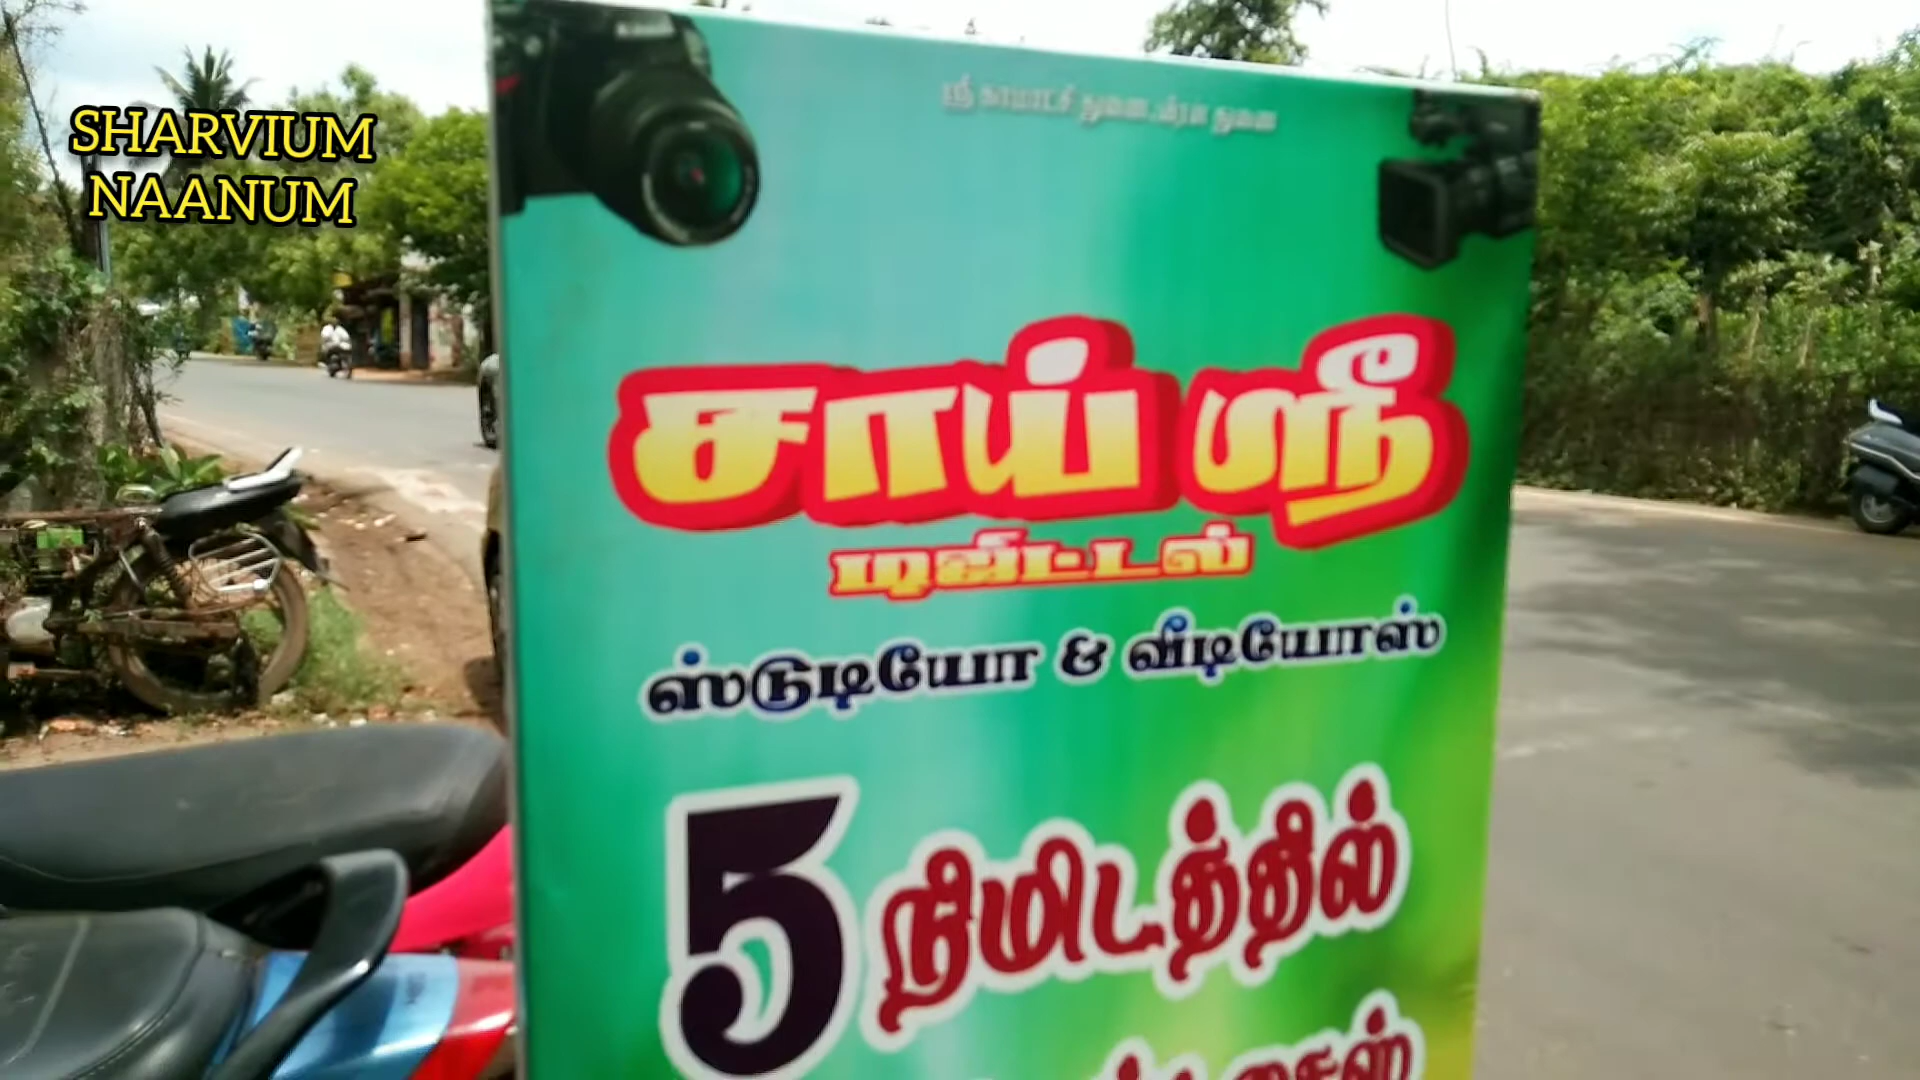 SHARVIUM
NAANUM
ஸ்ரீ காமாட்சி துணை
சாய் ஸ்ரீ
டிஜிட்டல்
ஸ்டுடியோ & வீடியோஸ்
5 நிமிடத்தில்